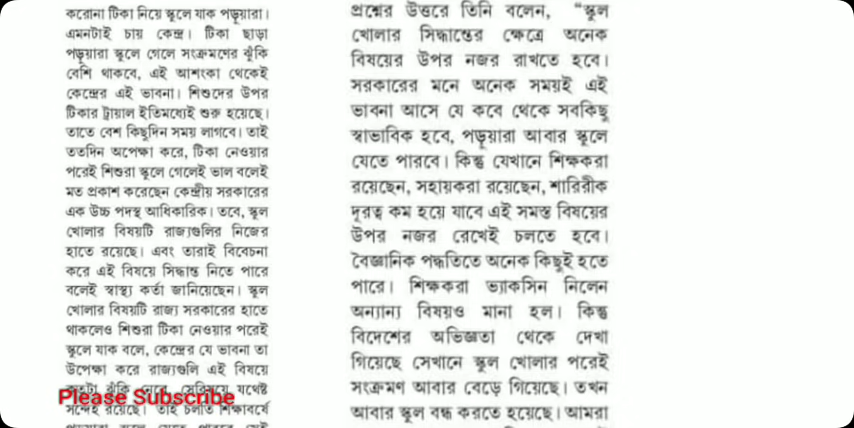 করোনা টিকা নিয়ে স্কুলে যাক পড়ুয়ারা।
এমনটাই চায় কেন্দ্র। টিকা ছাড়া
পড়ুয়ারা স্কুলে গেলে সংক্রমণের ঝুঁকি
বেশি থাকবে, এই আশংকা থেকেই
কেন্দ্রের এই ভাবনা। শিশুদের উপর
টিকার ট্রায়াল ইতিমধ্যেই শুরু হয়েছে।
তাতে বেশ কিছুদিন সময় লাগবে। তাই
ততদিন অপেক্ষা করে, টিকা নেওয়ার
পরেই শিশুরা স্কুলে গেলেই ভাল বলেই
মত প্রকাশ করেছেন কেন্দ্রীয় সরকারের
এক উচ্চ পদস্থ আধিকারিক। তবে, স্কুল
খোলার বিষয়টি রাজ্যগুলির নিজের
হাতে রয়েছে। এবং তারাই বিবেচনা
করে এই বিষয়ে সিদ্ধান্ত নিতে পারে
বলেই স্বাস্থ্য কর্তা জানিয়েছেন। স্কুল
খোলার বিষয়টি রাজ্য সরকারের হাতে
থাকলেও শিশুরা টিকা নেওয়ার পরেই
স্কুলে যাক বলে, কেন্দ্রের যে ভাবনা তা
উপেক্ষা করে রাজ্যগুলি এই বিষয়ে
কতটা ঝুঁকি নেবে, সেবিষয়ে যথেষ্ট
Please Subscribe
সন্দেহ রয়েছে। তাই চলতি শিক্ষাবর্ষে
প্রশ্নের উত্তরে তিনি বলেন, “স্কুল
খোলার সিদ্ধান্তের ক্ষেত্রে অনেক
বিষয়ের উপর নজর রাখতে হবে।
সরকারের মনে অনেক সময়ই এই
ভাবনা আসে যে কবে থেকে সবকিছু
স্বাভাবিক হবে, পড়ুয়ারা আবার স্কুলে
যেতে পারবে। কিন্তু যেখানে শিক্ষকরা
রয়েছেন, সহায়করা রয়েছেন, শারিরীক
দূরত্ব কম হয়ে যাবে এই সমস্ত বিষয়ের
উপর নজর রেখেই চলতে হবে।
বৈজ্ঞানিক পদ্ধতিতে অনেক কিছুই হতে
পারে। শিক্ষকরা ভ্যাকসিন নিলেন
অন্যান্য বিষয়ও মানা হল। কিন্তু
বিদেশের অভিজ্ঞতা থেকে দেখা
গিয়েছে সেখানে স্কুল খোলার পরেই
সংক্রমণ আবার বেড়ে গিয়েছে। তখন
আবার স্কুল বন্ধ করতে হয়েছে। আমরা